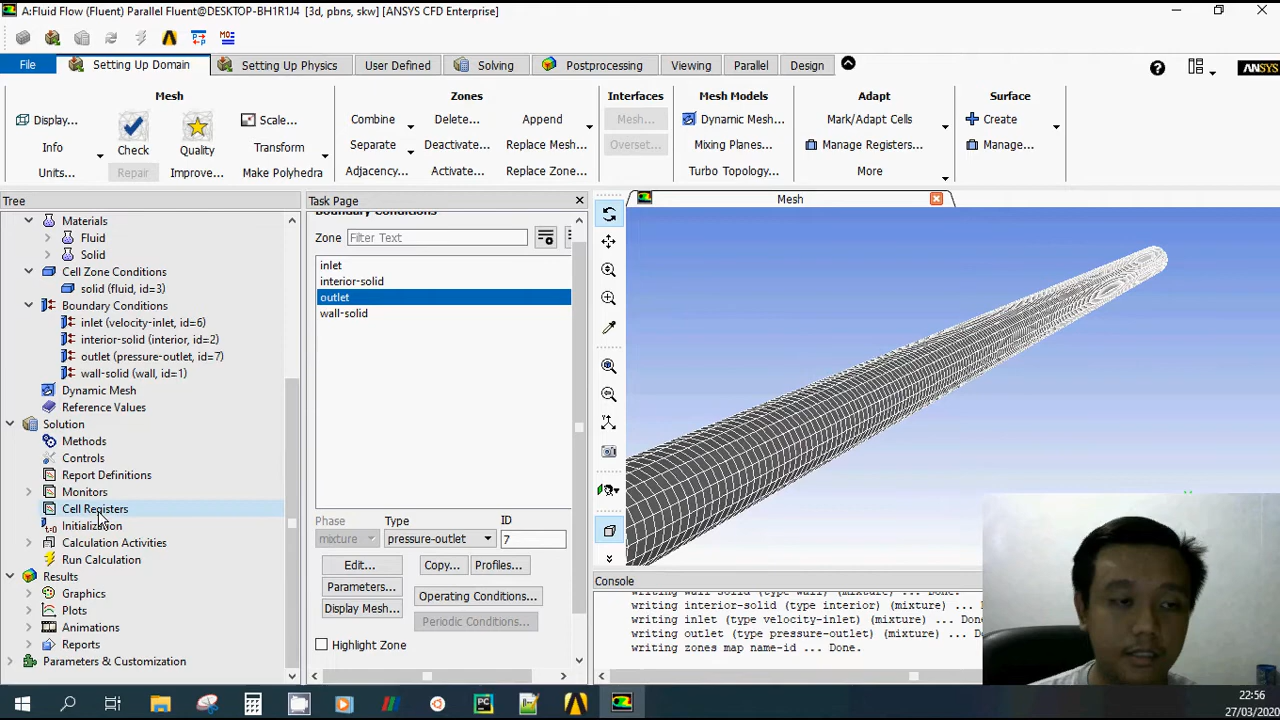 A:Fluid Flow (Fluent) Parallel Fluent@DESKTOP-BH1R1J4 [3d, pbns, skw] [ANSYS CFD Enterprise]
File
Setting Up Domain
Setting Up Physics
User Defined
Solving
Postprocessing
Viewing
Parallel
Design
ANSYS
Mesh
Zones
Interfaces
Mesh Models
Adapt
Surface
Display...
Info
Units...
Check
Repair
Quality
Improve...
Scale...
Transform
Make Polyhedra
Combine
Separate
Adjacency...
Delete...
Deactivate...
Activate...
Append
Replace Mesh...
Replace Zone...
Mesh...
Overset...
Dynamic Mesh...
Mixing Planes...
Turbo Topology...
Mark/Adapt Cells
Manage Registers...
More
Create
Manage...
Tree
Materials
Fluid
Solid
Cell Zone Conditions
solid (fluid, id=3)
Boundary Conditions
inlet (velocity-inlet, id=6)
interior-solid (interior, id=2)
outlet (pressure-outlet, id=7)
wall-solid (wall, id=1)
Dynamic Mesh
Reference Values
Solution
Methods
Controls
Report Definitions
Monitors
Cell Registers
Initialization
Calculation Activities
Run Calculation
Results
Graphics
Plots
Animations
Reports
Parameters & Customization
Task Page
Boundary Conditions
Zone
Filter Text
inlet
interior-solid
outlet
wall-solid
Phase
Type
ID
mixture
pressure-outlet
7
Edit...
Copy...
Profiles...
Parameters...
Operating Conditions...
Display Mesh...
Periodic Conditions...
Highlight Zone
Mesh
Console
writing wall-solid (type wall) (mixture) ... Done.
writing interior-solid (type interior) (mixture) ... D
writing inlet (type velocity-inlet) (mixture) ... Don
writing outlet (type pressure-outlet) (mixture) ... D
writing zones map name-id ... Done.
22:56
27/03/2020